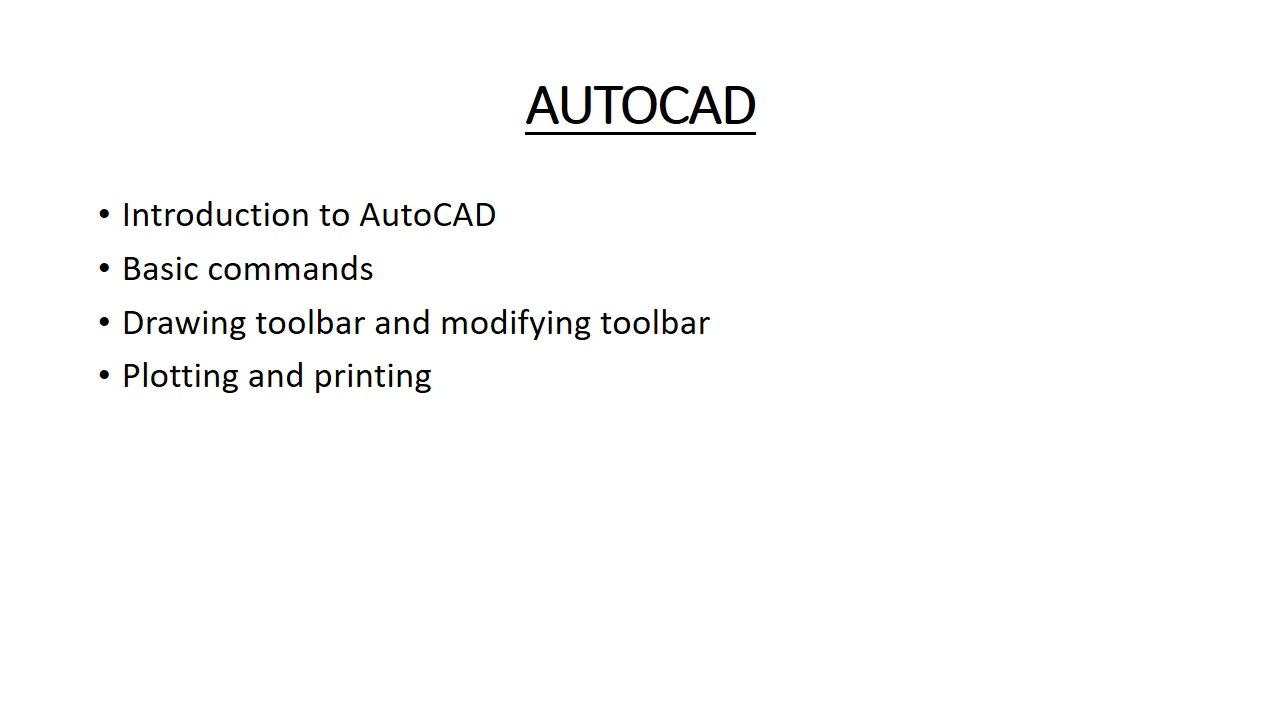 AUTOCAD
• Introduction to AutoCAD
• Basic commands
• Drawing toolbar and modifying toolbar
• Plotting and printing